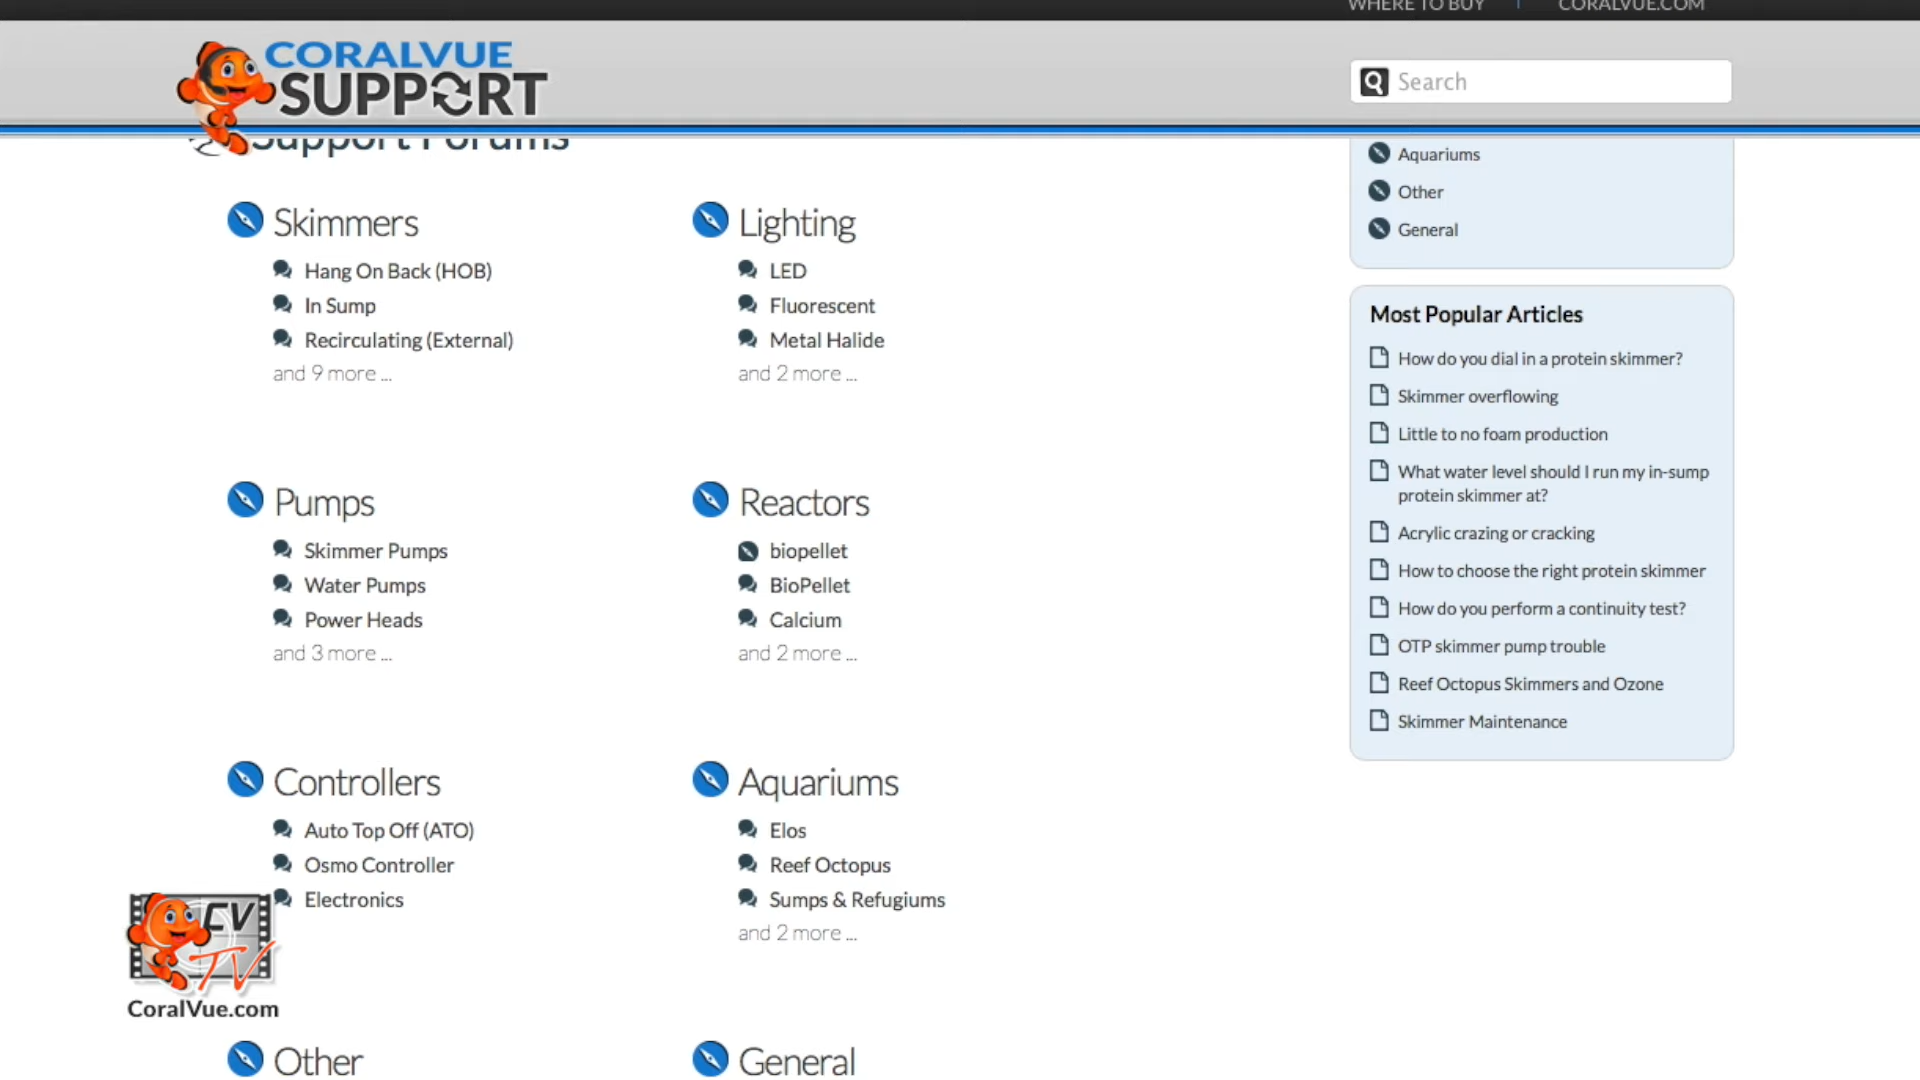 WHERE TO BUY
CORALVUE.COM
CORALVUE
SUPPORT
Search
Support Forums
Skimmers
Hang On Back (HOB)
In Sump
Recirculating (External)
and 9 more ...
Lighting
LED
Fluorescent
Metal Halide
and 2 more ...
Pumps
Skimmer Pumps
Water Pumps
Power Heads
and 3 more ...
Reactors
biopellet
BioPellet
Calcium
and 2 more ...
Controllers
Auto Top Off (ATO)
Osmo Controller
Electronics
Aquariums
Elos
Reef Octopus
Sumps & Refugiums
and 2 more ...
Other
General
Aquariums
Other
General
Most Popular Articles
How do you dial in a protein skimmer?
Skimmer overflowing
Little to no foam production
What water level should I run my in-sump
protein skimmer at?
Acrylic crazing or cracking
How to choose the right protein skimmer
How do you perform a continuity test?
OTP skimmer pump trouble
Reef Octopus Skimmers and Ozone
Skimmer Maintenance
CV
TV
CoralVue.com